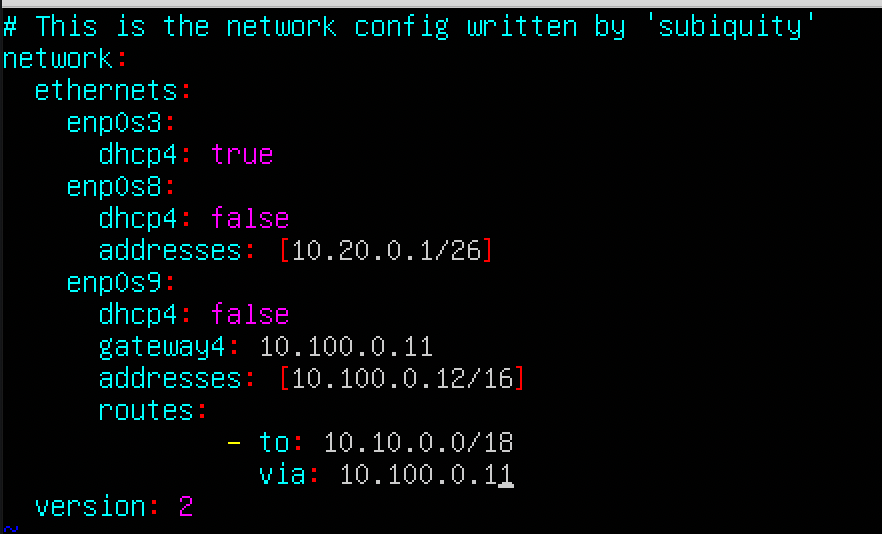 # This is the network config written by 'subiquity'
network:
  ethernets:
    enp0s3:
      dhcp4: true
    enp0s8:
      dhcp4: false
      addresses: [10.20.0.1/26]
    enp0s9:
      dhcp4: false
      gateway4: 10.100.0.11
      addresses: [10.100.0.12/16]
      routes:
              - to: 10.10.0.0/18
                via: 10.100.0.11
  version: 2
~